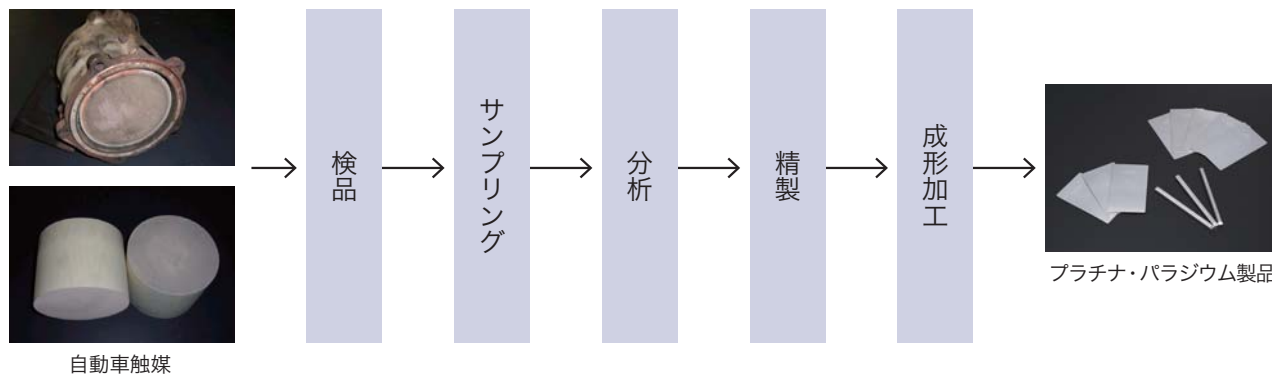 検品
サンプリング
分析
精製
成形加工
プラチナ・パラジウム製品
自動車触媒